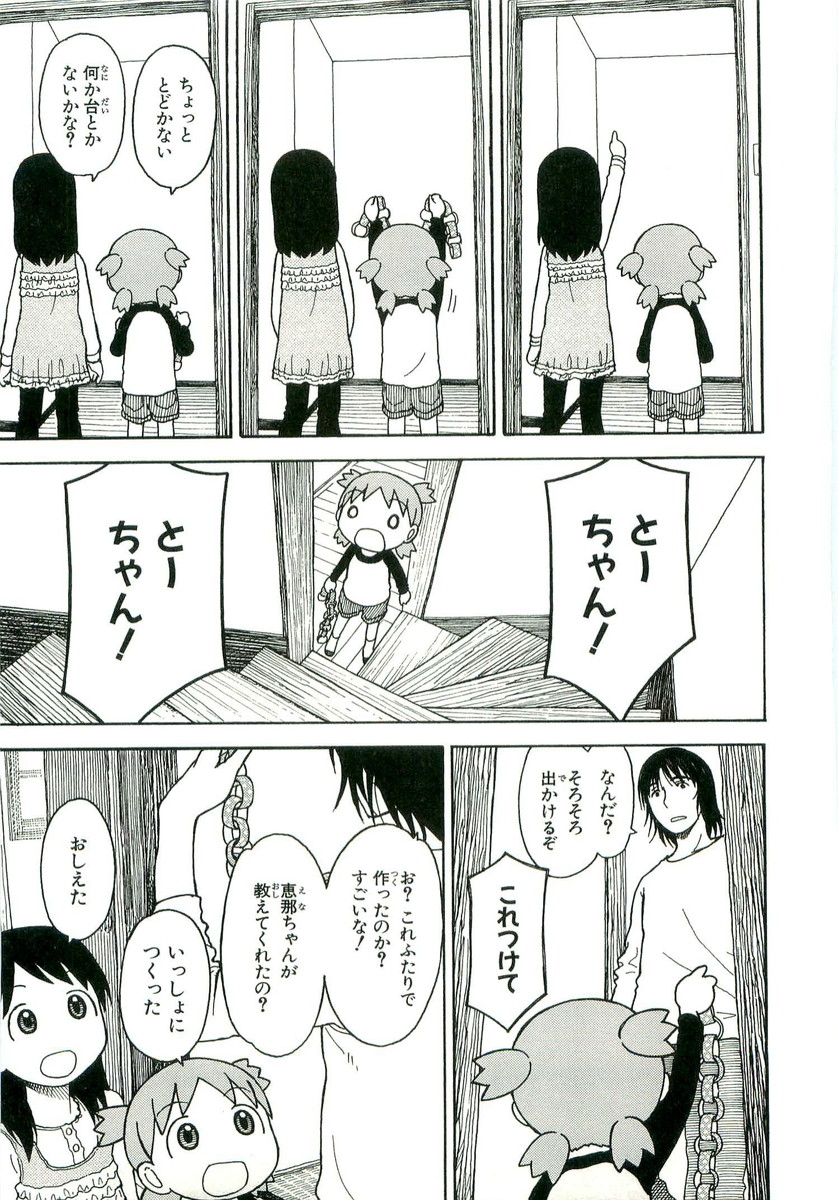 ちょっと
とどかない
何か台とか
ないかな?
とー
ちゃん!
とー
ちゃん!
なんだ?
そろそろ
出かけるぞ
これつけて
お? これふたりで
作ったのか?
すごいな!
恵那ちゃんが
教えてくれたの?
いっしょに
つくった
おしえた